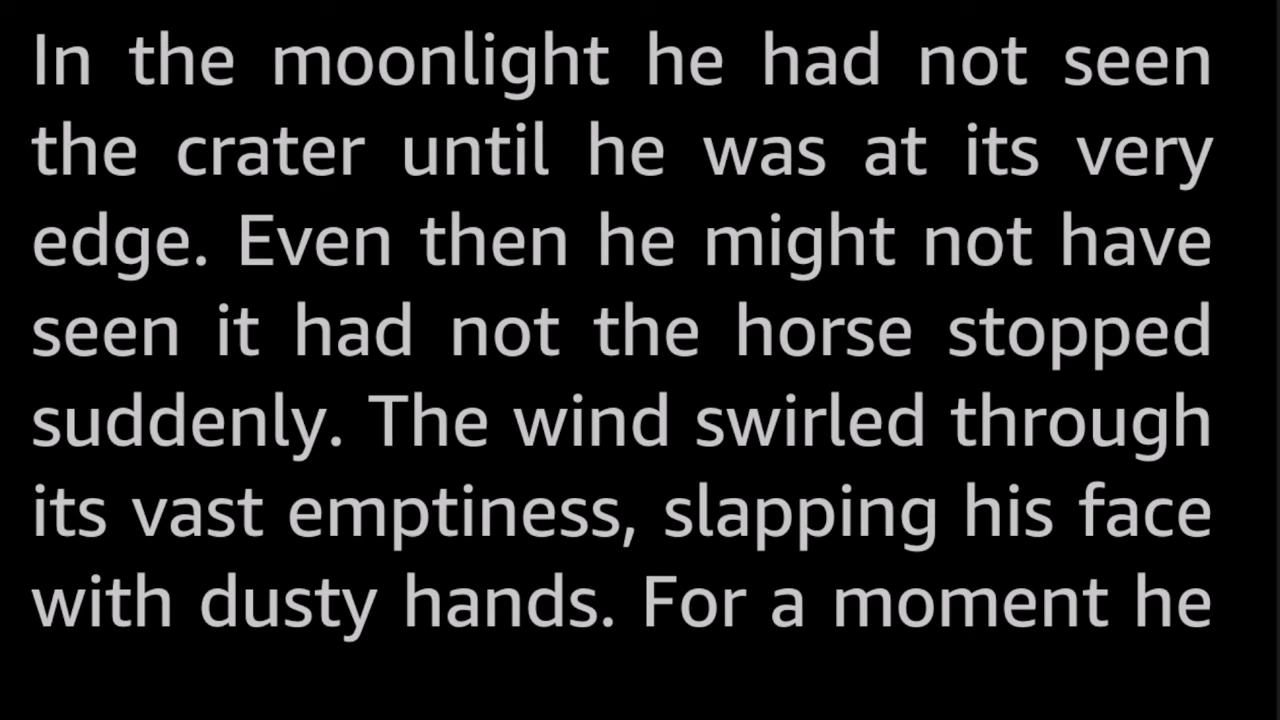 In the moonlight he had not seen
the crater until he was at its very
edge. Even then he might not have
seen it had not the horse stopped
suddenly. The wind swirled through
its vast emptiness, slapping his face
with dusty hands. For a moment he